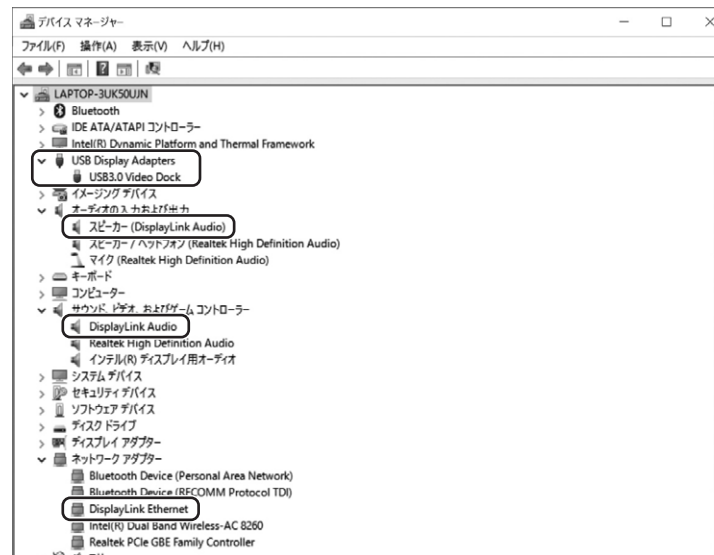 デバイス マネージャー
ファイル(F) 操作(A) 表示(V) ヘルプ(H)
LAPTOP-3UK50UJN
Bluetooth
IDE ATA/ATAPI コントローラー
Intel(R) Dynamic Platform and Thermal Framework
USB Display Adapters
USB3.0 Video Dock
イメージング デバイス
オーディオの入力および出力
スピーカー (DisplayLink Audio)
スピーカー / ヘッドフォン (Realtek High Definition Audio)
マイク (Realtek High Definition Audio)
キーボード
コンピューター
サウンド、ビデオ、およびゲーム コントローラー
DisplayLink Audio
Realtek High Definition Audio
インテル(R) ディスプレイ用オーディオ
システム デバイス
セキュリティ デバイス
ソフトウェア デバイス
ディスク ドライブ
ディスプレイ アダプター
ネットワーク アダプター
Bluetooth Device (Personal Area Network)
Bluetooth Device (RFCOMM Protocol TDI)
DisplayLink Ethernet
Intel(R) Dual Band Wireless-AC 8260
Realtek PCIe GBE Family Controller